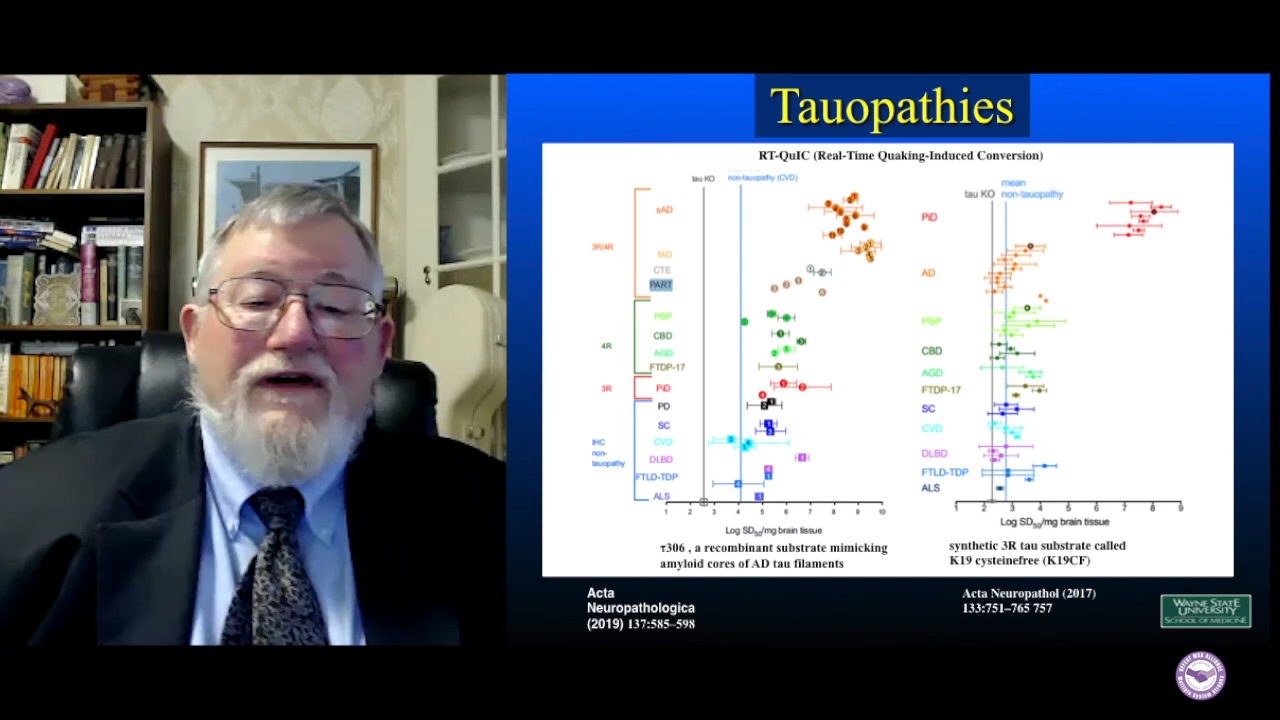 Tauopathies
RT-QuIC (Real-Time Quaking-Induced Conversion)
tau KO
non-tauopathy (CVD)
3R/4R
sAD
fAD
CTE
PART
4R
PSP
CBD
AGD
FTDP-17
3R
PiD
IHC
non-
tauopathy
PD
SC
CVD
DLBD
FTLD-TDP
ALS
1 2 3 4 5 6 7 8 9 10
Log SD50/mg brain tissue
τ306 , a recombinant substrate mimicking
amyloid cores of AD tau filaments
mean
tau KO non-tauopathy
PiD
AD
PSP
CBD
AGD
FTDP-17
SC
CVD
DLBD
FTLD-TDP
ALS
1 2 3 4 5 6 7 8 9
Log SD50/mg brain tissue
synthetic 3R tau substrate called
K19 cysteinefree (K19CF)
Acta
Neuropathologica
(2019) 137:585–598
Acta Neuropathol (2017)
133:751–765 757
WAYNE STATE
UNIVERSITY
SCHOOL OF MEDICINE